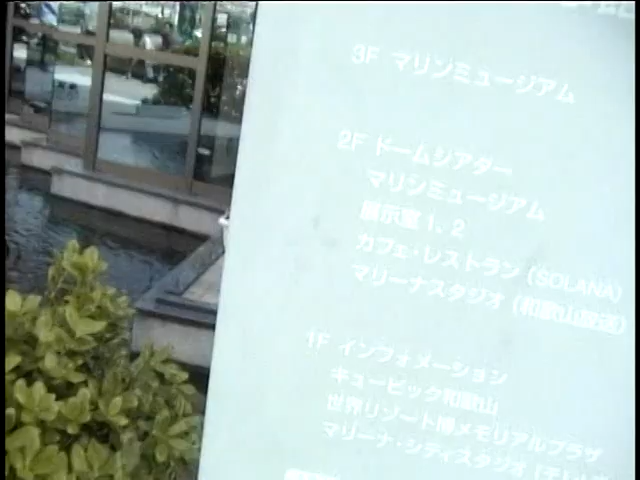 3F マリンミュージアム
2F ドームシアター
マリンミュージアム
展示室1、2
カフェ・レストラン (SOLANA)
マリーナスタジオ (和歌山放送)
1F インフォメーション
キュービック和歌山
世界リゾート博メモリアルプラザ
マリーナ・シティスタジオ (テレビ